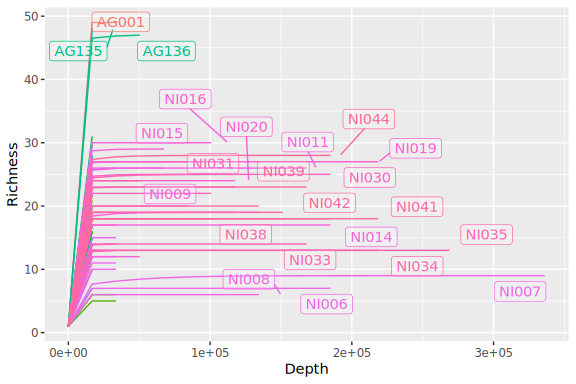 50
40
30
20
10
0
Richness
AG001
AG135
AG136
NI016
NI044
NI020
NI015
NI011
NI019
NI031
NI039
NI030
NI009
NI042
NI041
NI038
NI014
NI035
NI033
NI034
NI008
NI006
NI007
0e+00
1e+05
2e+05
3e+05
Depth